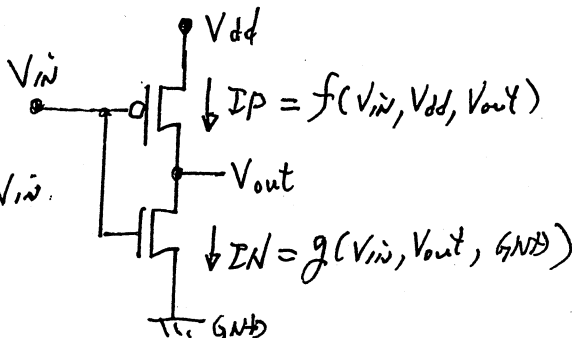 Vdd
Vin
IP = f(Vin, Vdd, Vout)
Vout
Vin.
IN = g(Vin, Vout, GND)
GND